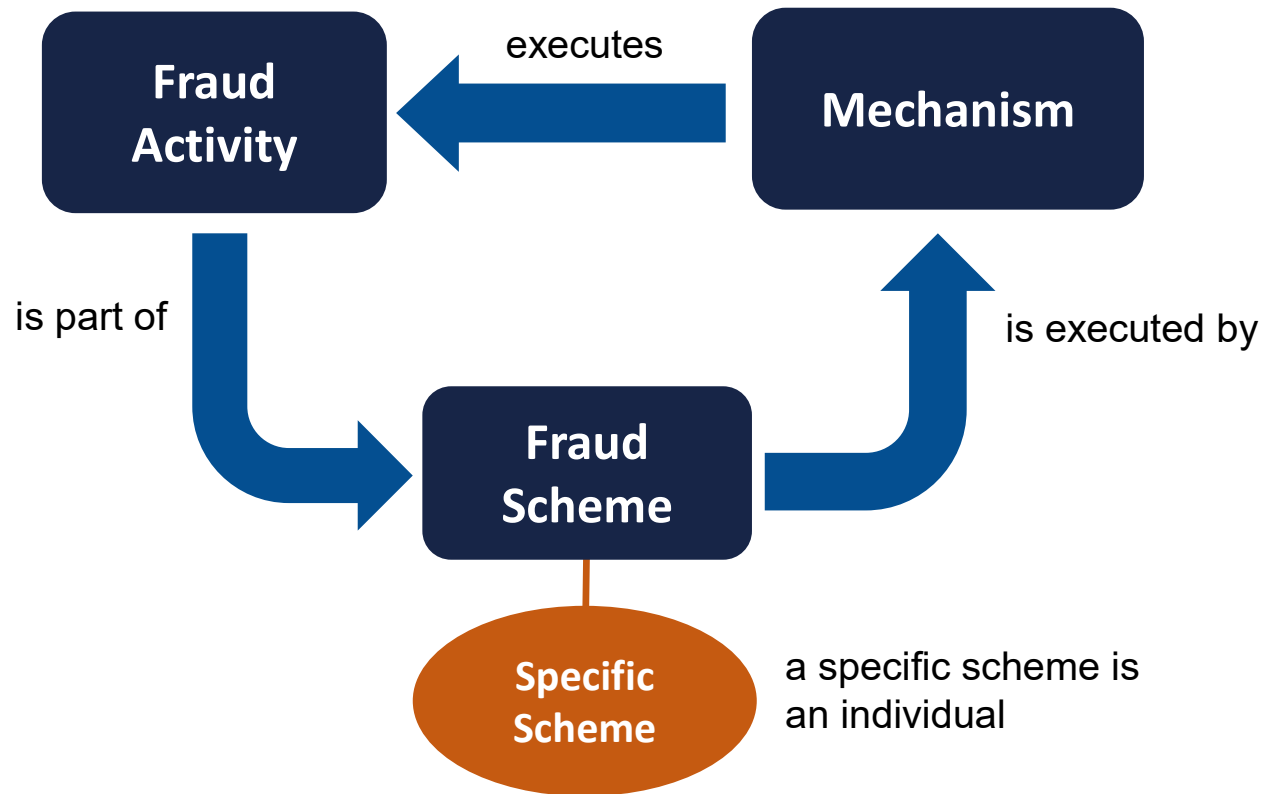 executes
Fraud
Activity
Mechanism
is part of
is executed by
Fraud
Scheme
Specific
Scheme
a specific scheme is
an individual